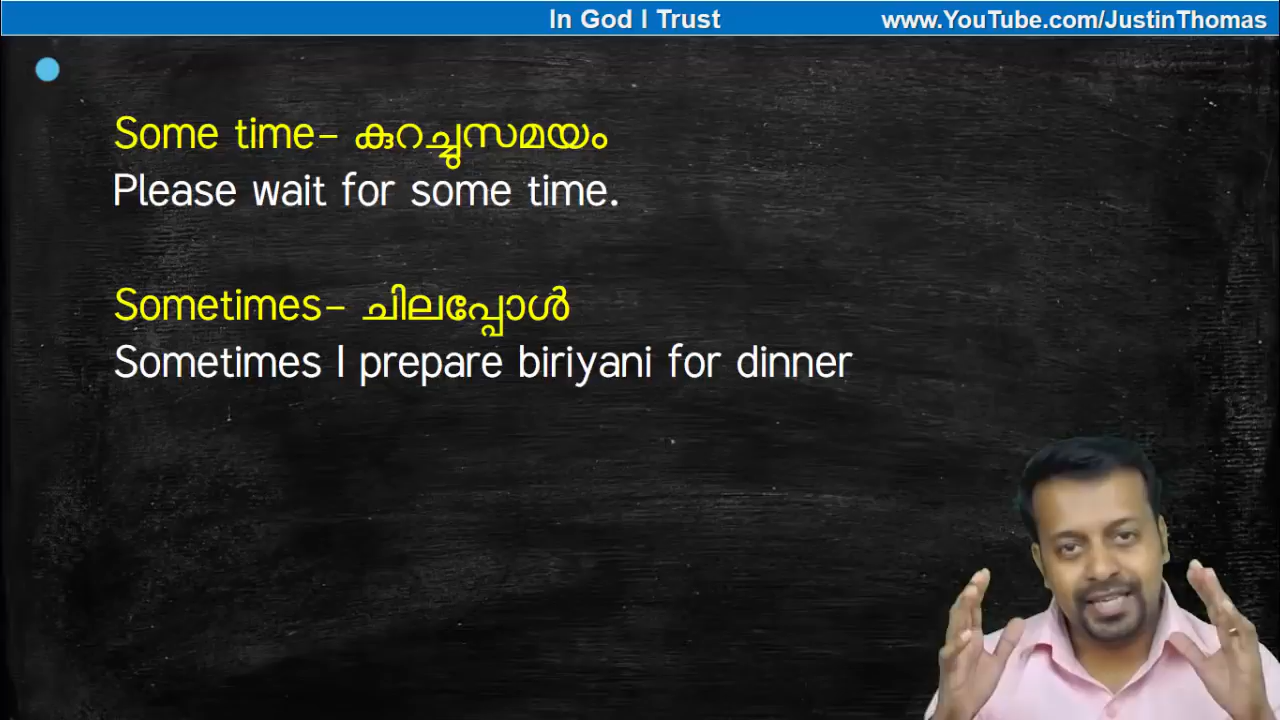 In God I Trust
www.YouTube.com/JustinThomas
Some time- കുറച്ചുസമയം
Please wait for some time.
Sometimes- ചിലപ്പോൾ
Sometimes I prepare biriyani for dinner